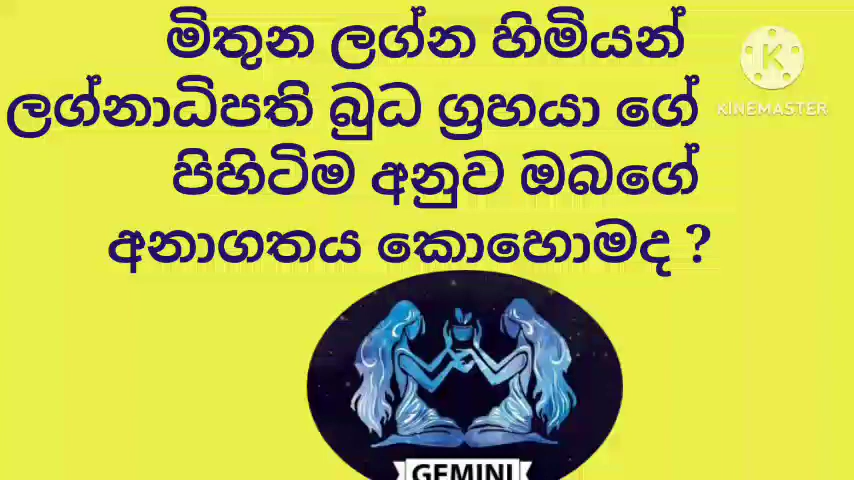 මිතුන ලග්න හිමියන්
ලග්නාධිපති බුධ ග්‍රහයා ගේ
පිහිටිම අනුව ඔබගේ
අනාගතය කොහොමද ?
KINEMASTER
GEMINI